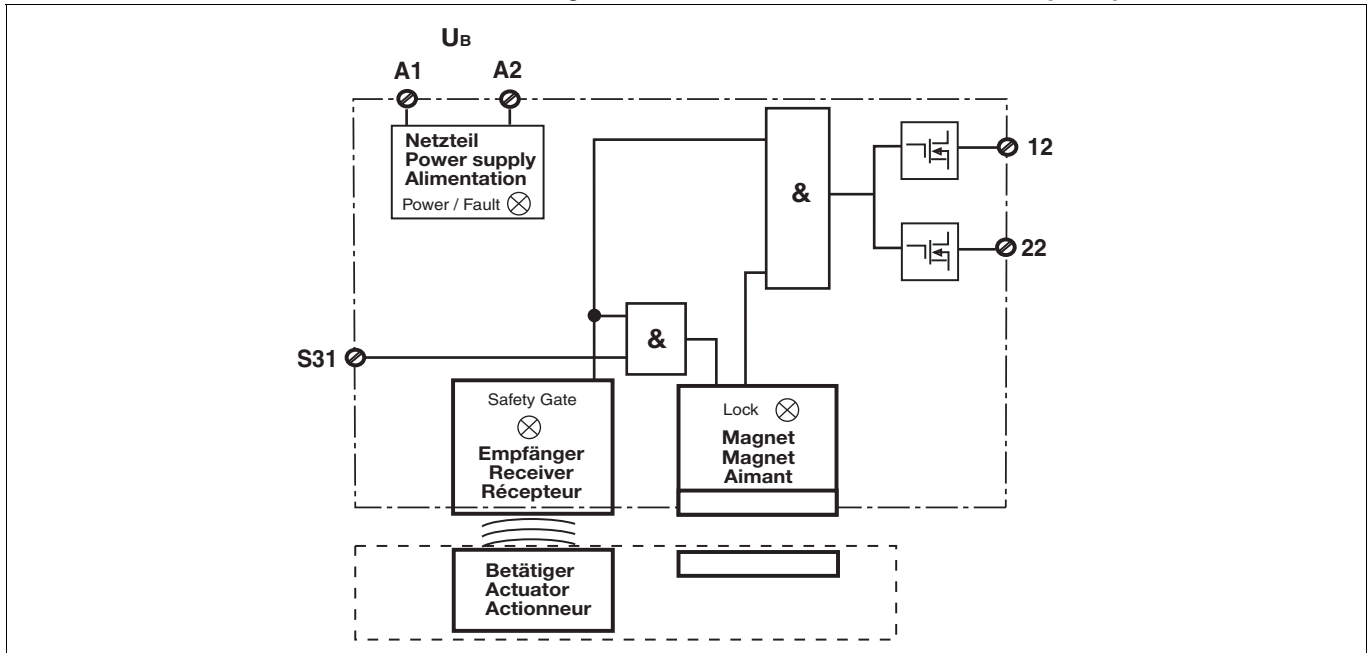 UB
A1
A2
Netzteil
Power supply
Alimentation
Power / Fault
&
12
22
&
S31
Safety Gate
Empfänger
Receiver
Récepteur
Lock
Magnet
Magnet
Aimant
Betätiger
Actuator
Actionneur